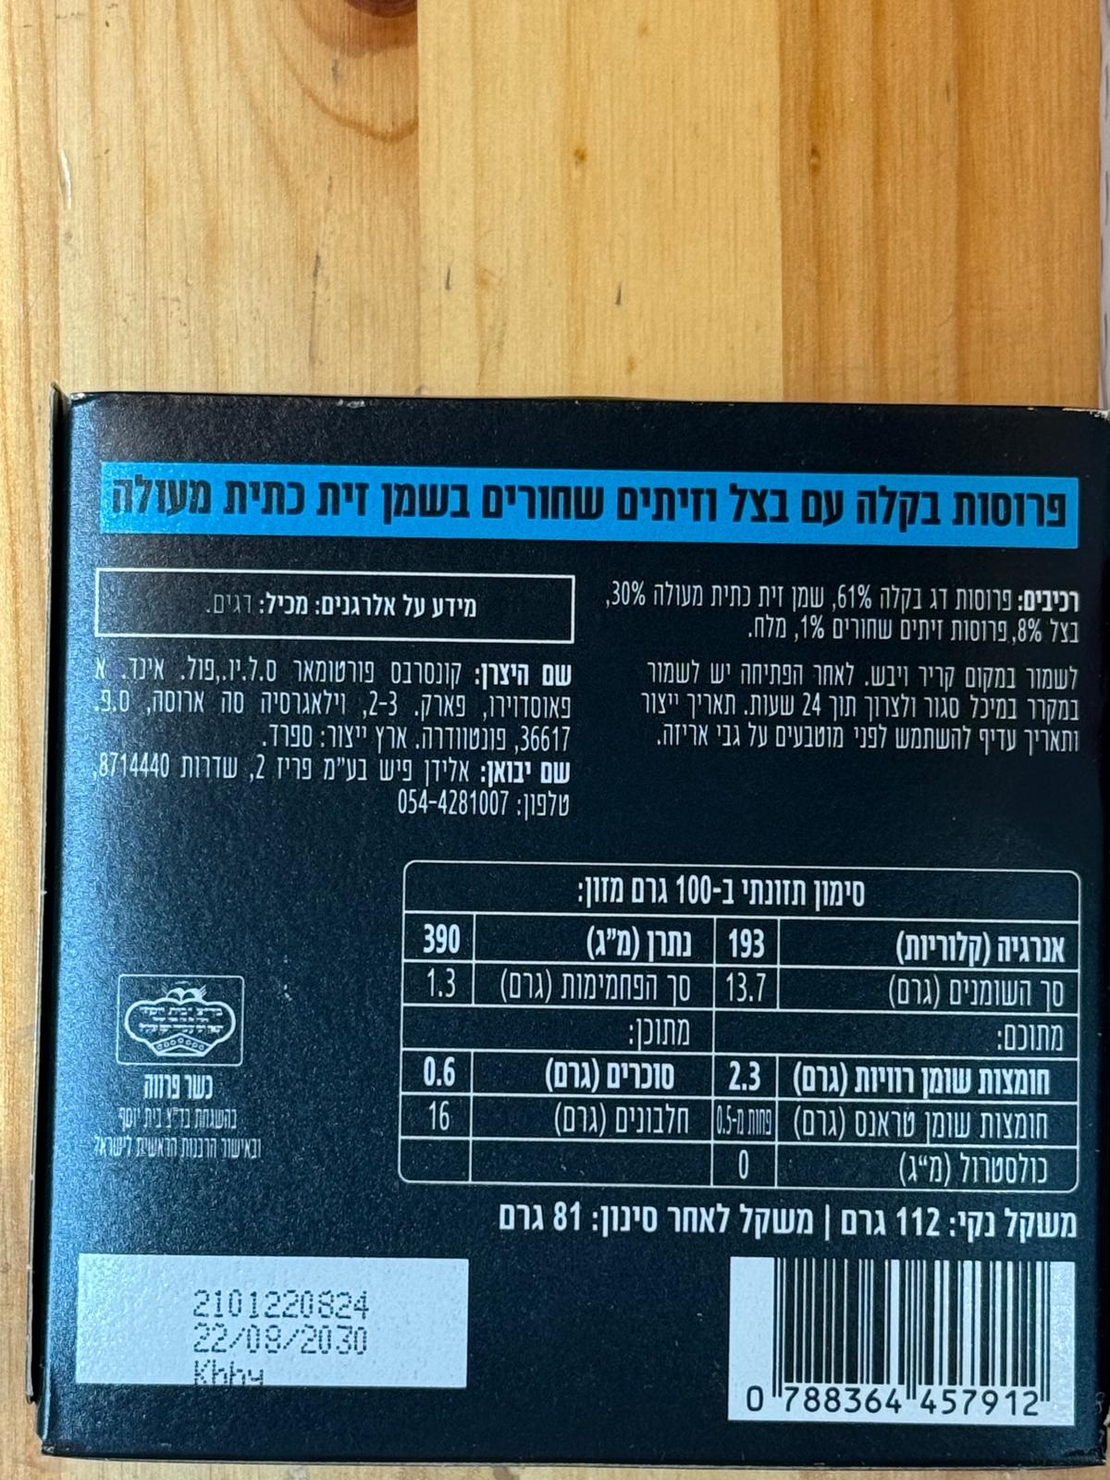 פרוסות בקלה עם בצל וזיתים שחורים בשמן זית כתית מעולה
רכיבים: פרוסות דג בקלה 61%, שמן זית כתית מעולה 30%,
בצל 8%, פרוסות זיתים שחורים 1%, מלח.
לשמור במקום קריר ויבש. לאחר הפתיחה יש לשמור
במקרר במיכל סגור ולצרוך תוך 24 שעות. תאריך ייצור
ותאריך עדיף להשתמש לפני מוטבעים על גבי אריזה.
מידע על אלרגנים: מכיל: דגים.
שם היצרן: קונסרבס פורטומאר ס.ל.יו.,פול. אינד. א
פאוסדוירו, פארק. 2-3, וילאגרסיה סה ארוסה, ס.פ.
36617, פונטוודרה. ארץ ייצור: ספרד.
שם יבואן: אלידן פיש בע"מ פריז 2, שדרות 8714440,
טלפון: 054-4281007
סימון תזונתי ב-100 גרם מזון:
אנרגיה (קלוריות) 193 נתרן (מ"ג) 390
סך השומנים (גרם) 13.7 סך הפחמימות (גרם) 1.3
מתוכם: מתוכן:
חומצות שומן רוויות (גרם) 2.3 סוכרים (גרם) 0.6
חומצות שומן טראנס (גרם) פחות מ-0.5 חלבונים (גרם) 16
כולסטרול (מ"ג) 0
כשר פרווה
בהשגחת בד"צ בית יוסף
ובאישור הרבנות הראשית לישראל
משקל נקי: 112 גרם | משקל לאחר סינון: 81 גרם
2101220824
22/08/2030
0 788364 457912